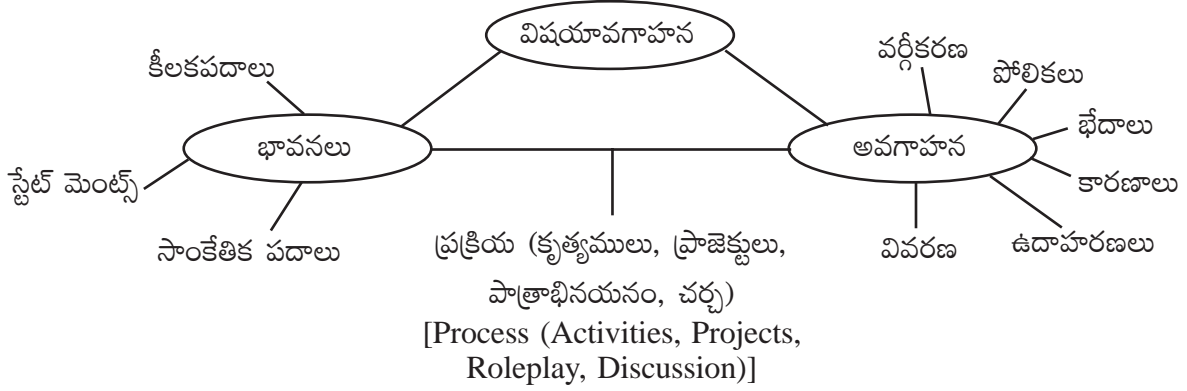 విషయావగాహన
కీలకపదాలు
వర్గీకరణ
పోలికలు
భావనలు
అవగాహన
భేదాలు
స్టేట్ మెంట్స్
కారణాలు
సాంకేతిక పదాలు
ప్రక్రియ (కృత్యములు, ప్రాజెక్టులు,
పాత్రాభినయనం, చర్చ)
[Process (Activities, Projects,
Roleplay, Discussion)]
వివరణ
ఉదాహరణలు